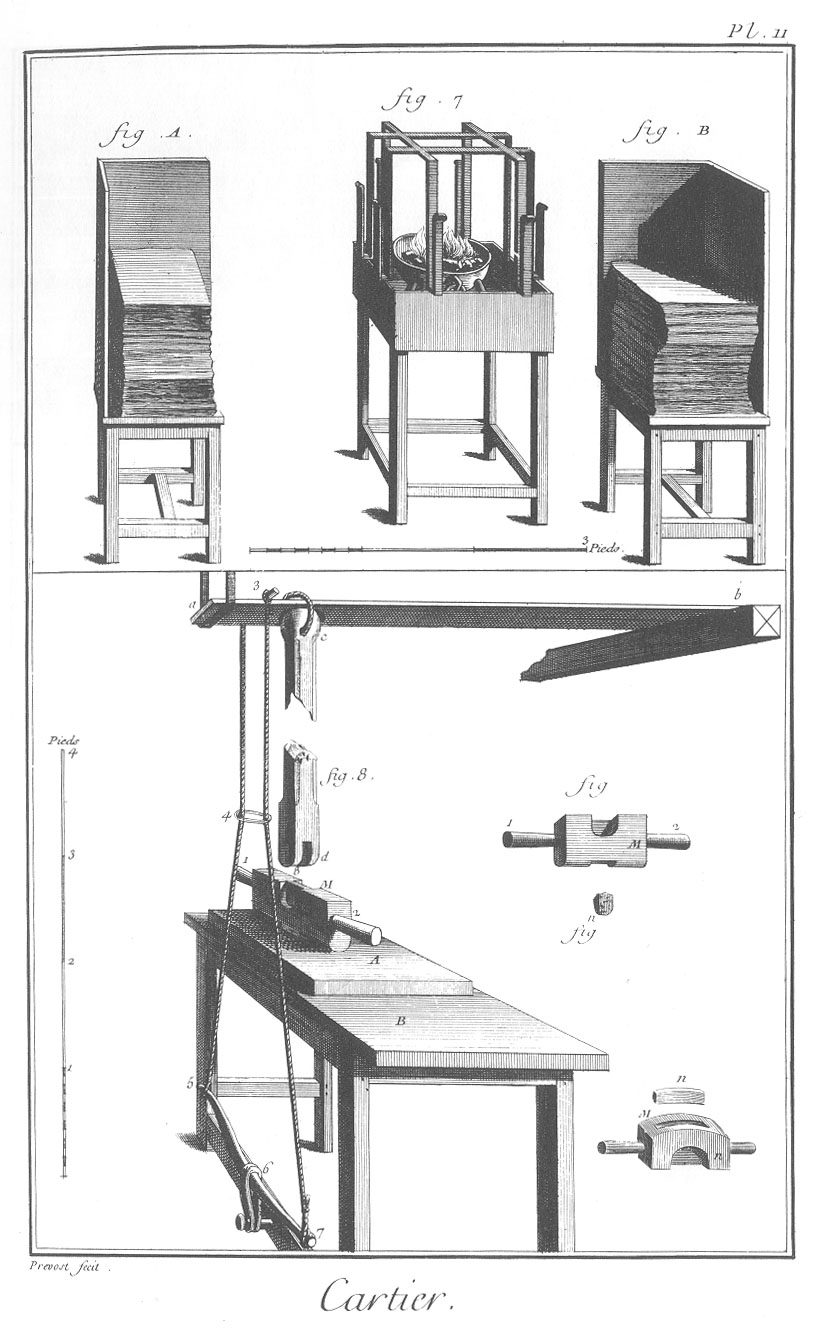 Pl. 11
fig. A.
fig. 7
fig. B
3
Pieds.
a
3
b
c
Pieds
4
fig. 8.
fig
4
1
2
M
3
d
1
M
n
2
fig
A
2
B
1
5
n
M
n
6
7
Prevost fecit.
Cartier.